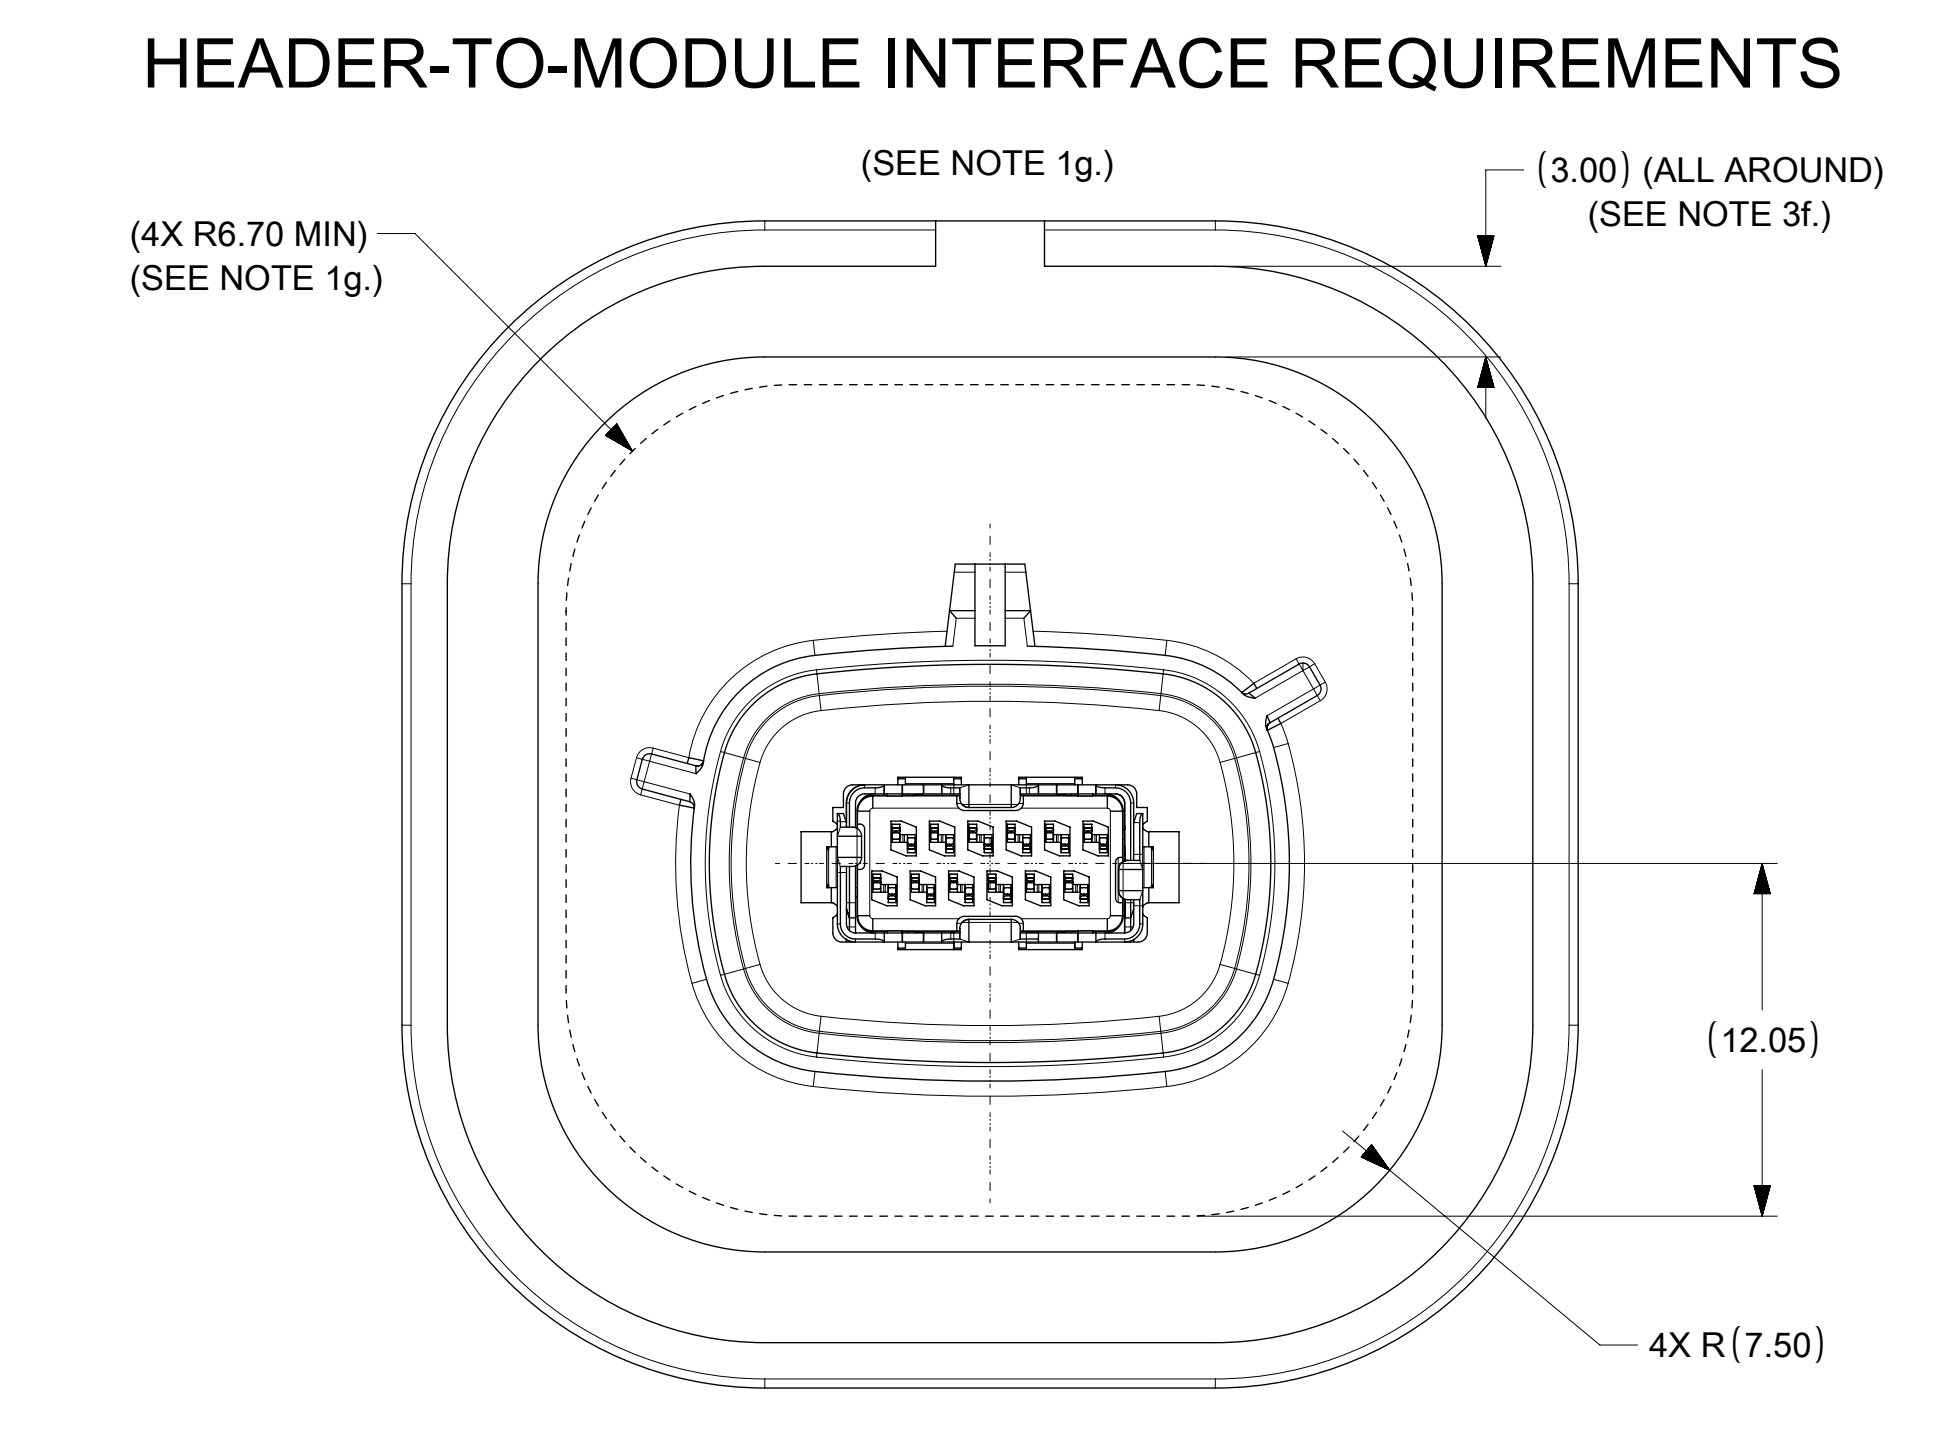 HEADER-TO-MODULE INTERFACE REQUIREMENTS
(SEE NOTE 1g.)
(3.00) (ALL AROUND)
(SEE NOTE 3f.)
(4X R6.70 MIN)
(SEE NOTE 1g.)
(12.05)
4X R(7.50)